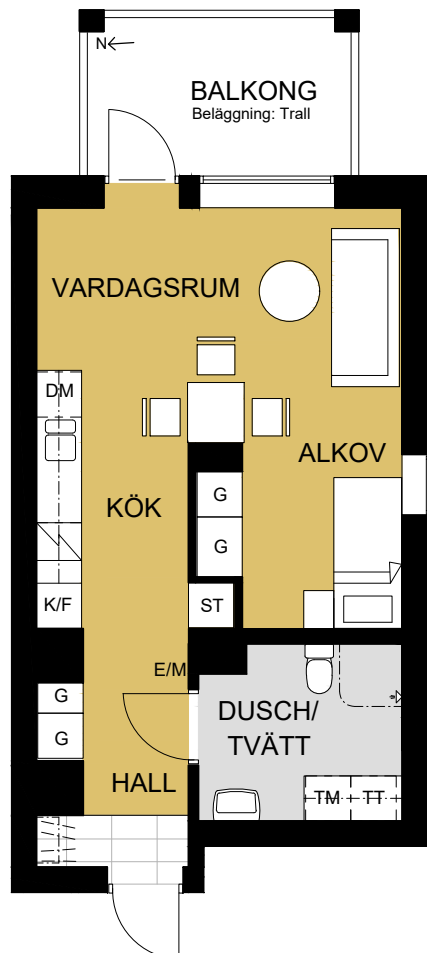 N
BALKONG
Beläggning: Trall
VARDAGSRUM
DM
ALKOV
G
KÖK
G
K/F
ST
E/M
G
DUSCH/
TVÄTT
G
HALL
TM
TT